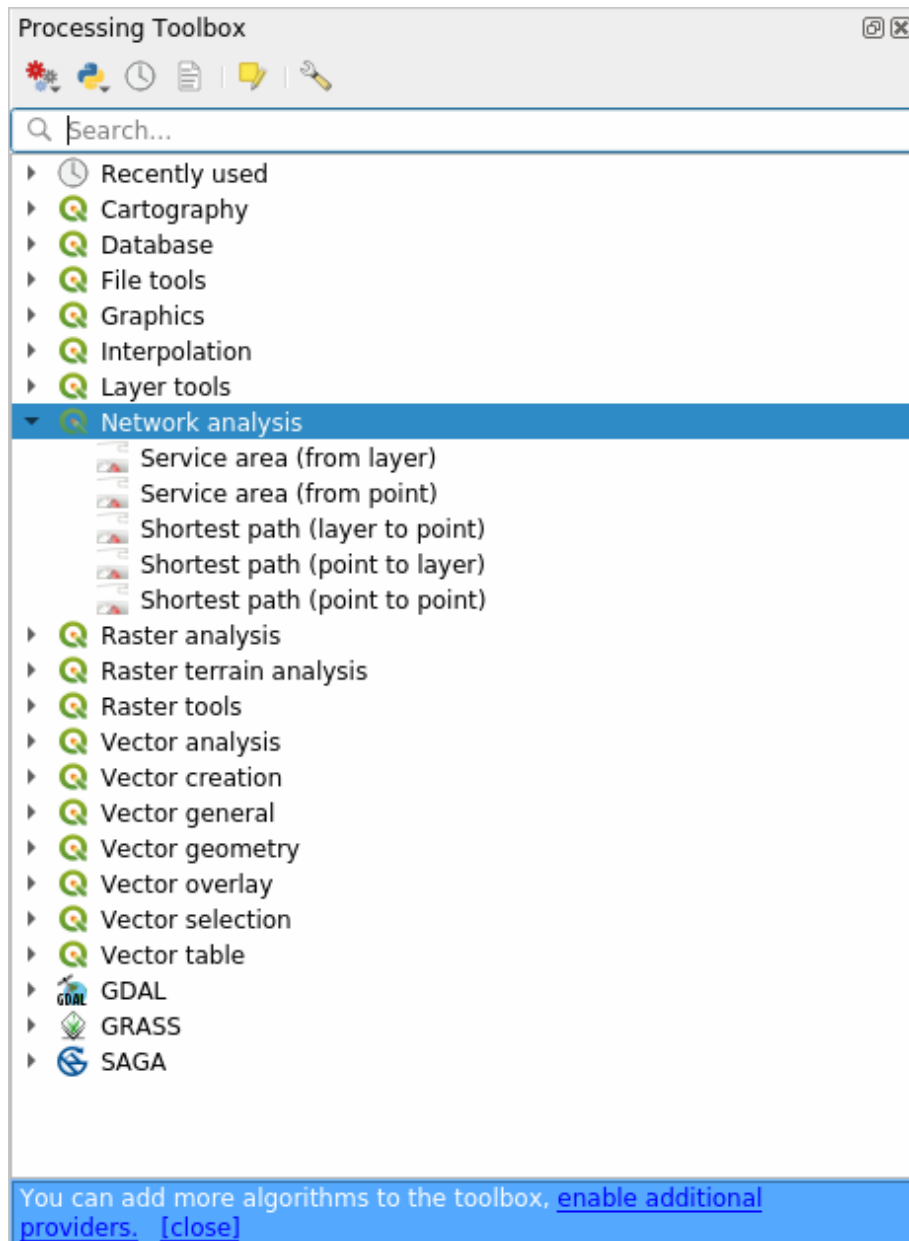 Processing Toolbox
Search...
Recently used
Cartography
Database
File tools
Graphics
Interpolation
Layer tools
Network analysis
Service area (from layer)
Service area (from point)
Shortest path (layer to point)
Shortest path (point to layer)
Shortest path (point to point)
Raster analysis
Raster terrain analysis
Raster tools
Vector analysis
Vector creation
Vector general
Vector geometry
Vector overlay
Vector selection
Vector table
GDAL GDAL
GRASS
SAGA
You can add more algorithms to the toolbox, enable additional
providers. [close]